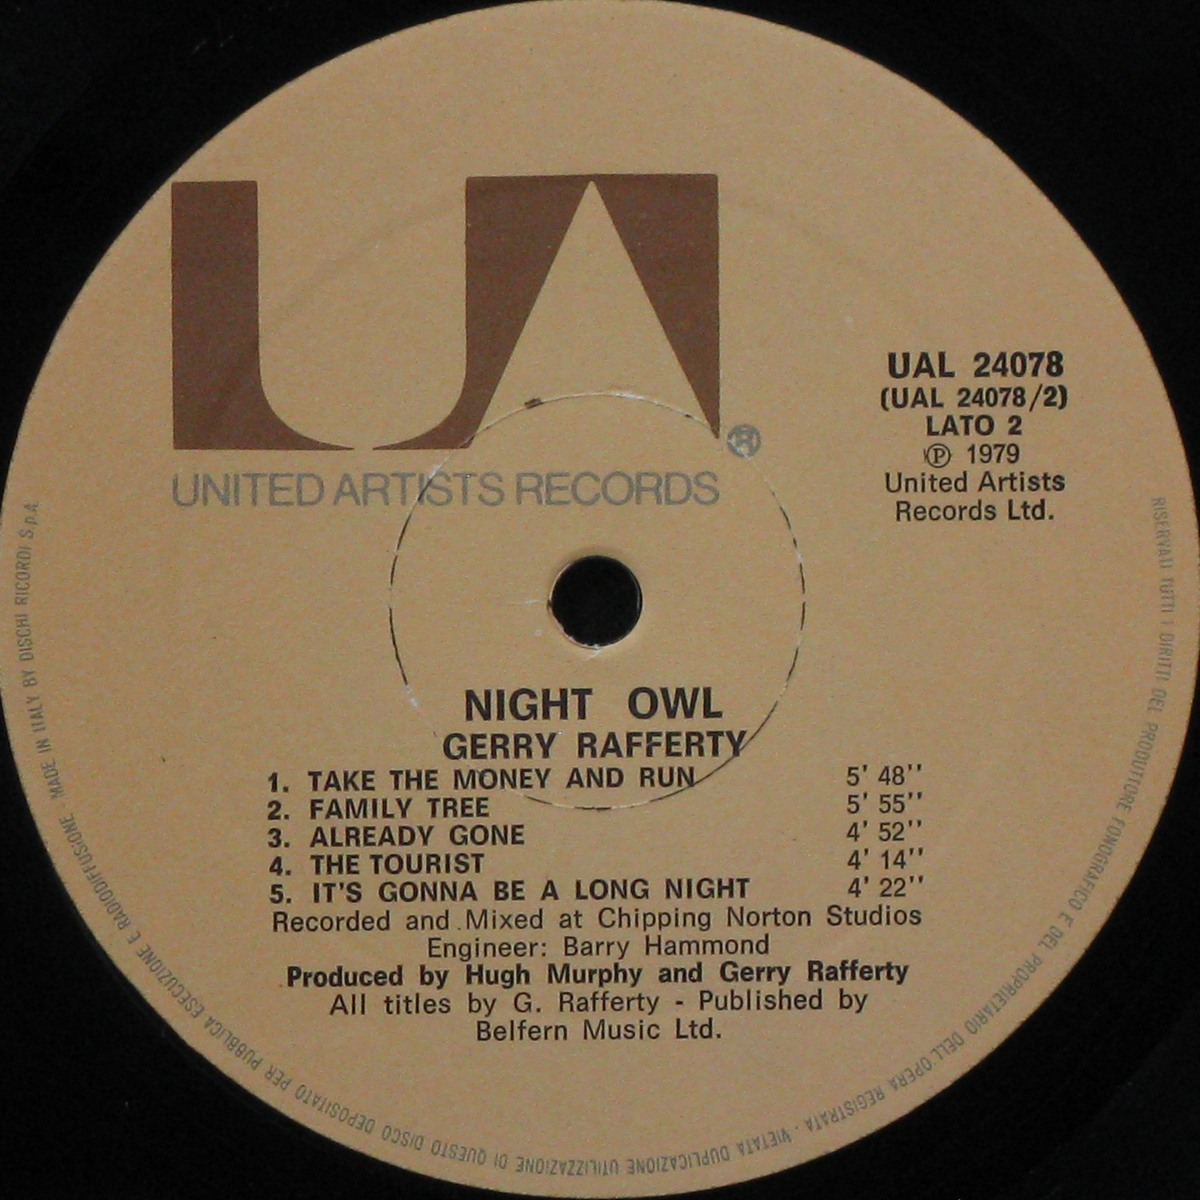 UA
®
UNITED ARTISTS RECORDS
UAL 24078
(UAL 24078/2)
LATO 2
Ⓟ 1979
United Artists
Records Ltd.
NIGHT OWL
GERRY RAFFERTY
1. TAKE THE MONEY AND RUN 5' 48''
2. FAMILY TREE 5' 55''
3. ALREADY GONE 4' 52''
4. THE TOURIST 4' 14''
5. IT'S GONNA BE A LONG NIGHT 4' 22''
Recorded and Mixed at Chipping Norton Studios
Engineer: Barry Hammond
Produced by Hugh Murphy and Gerry Rafferty
All titles by G. Rafferty - Published by
Belfern Music Ltd.
RISERVATI TUTTI I DIRITTI DEL PRODUTTORE FONOGRAFICO E DEL PROPRIETARIO DELL'OPERA REGISTRATA - VIETATA DUPLICAZIONE UTILIZZAZIONE DI QUESTO DISCO DEPOSITATO PER PUBBLICA ESECUZIONE E RADIODIFFUSIONE. MADE IN ITALY BY DISCHI RICORDI S.p.A.